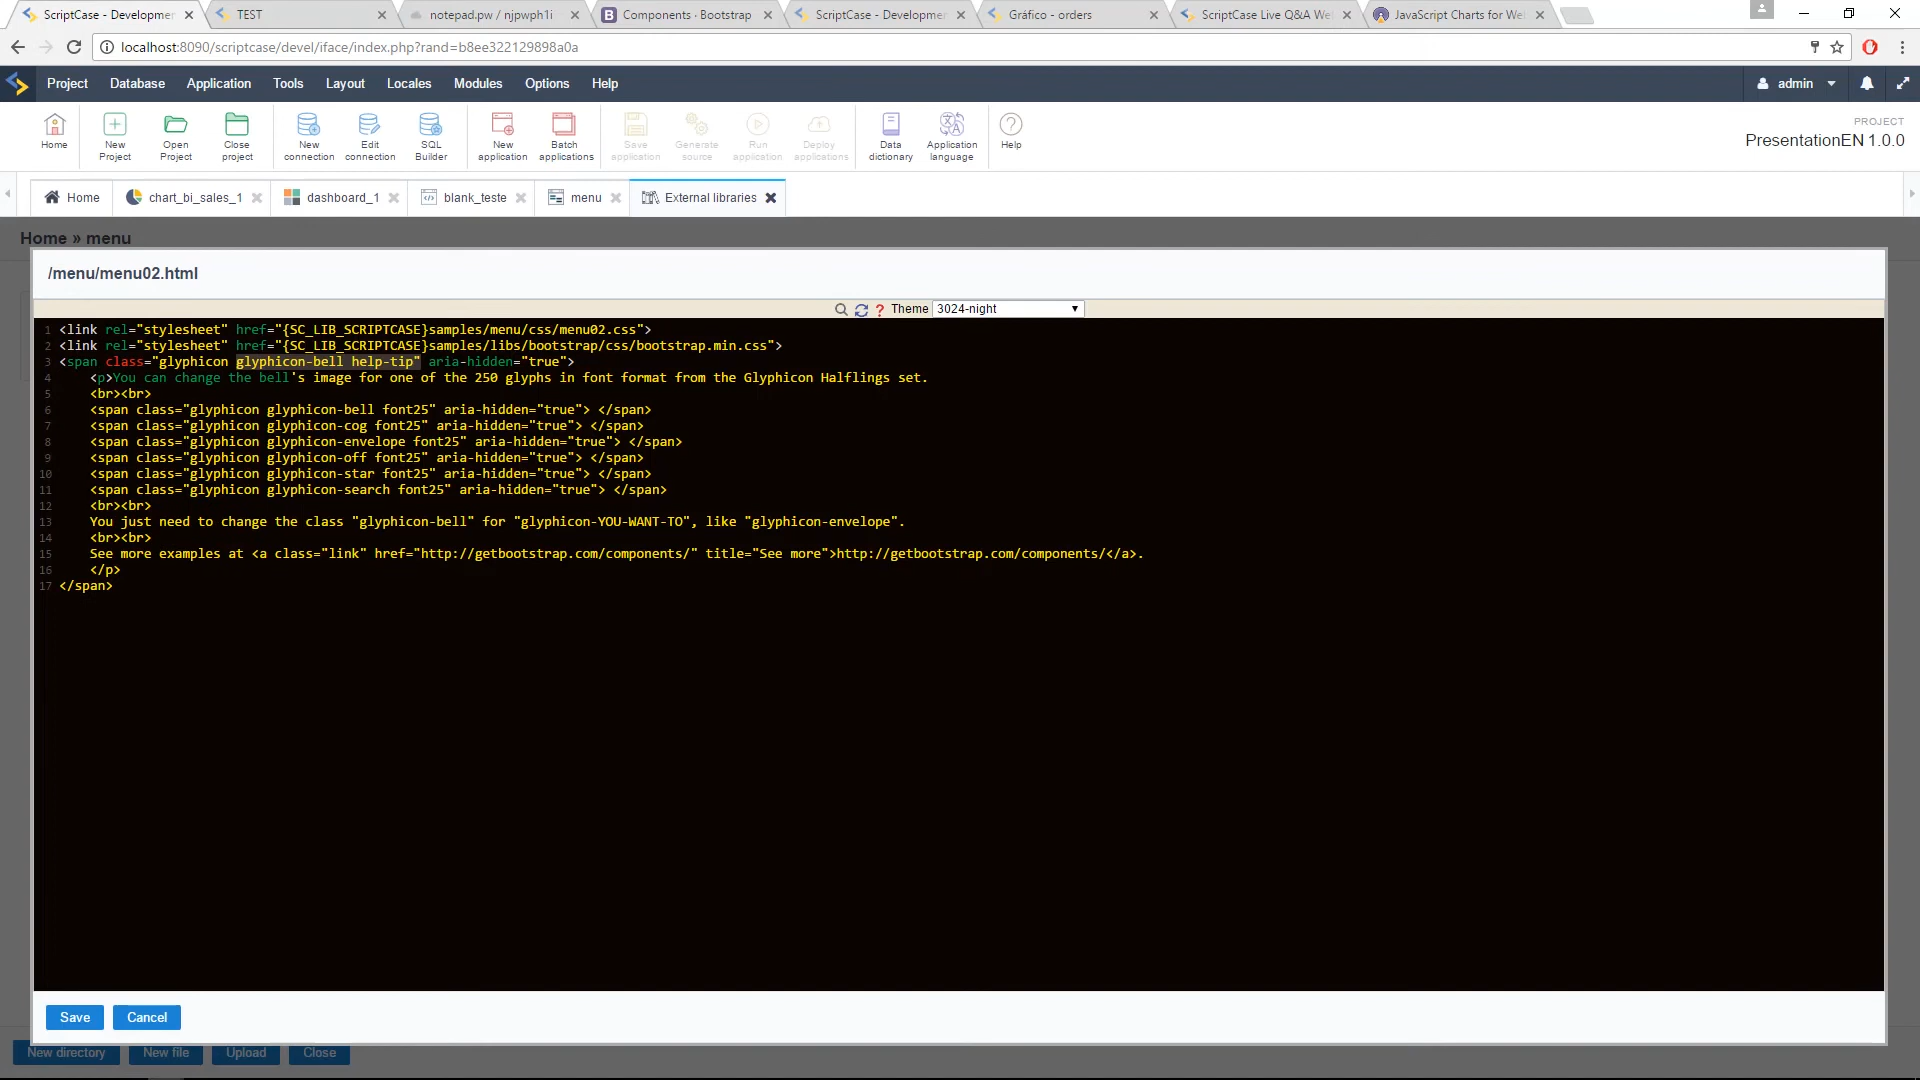 ScriptCase - Developmer
TEST
notepad.pw / njpwph1i
Components · Bootstrap
ScriptCase - Developmer
Gráfico - orders
ScriptCase Live Q&A We
JavaScript Charts for We
localhost:8090/scriptcase/devel/iface/index.php?rand=b8ee322129898a0a
Project Database Application Tools Layout Locales Modules Options Help
admin
Home
New Project
Open Project
Close project
New connection
Edit connection
SQL Builder
New application
Batch applications
Save application
Generate source
Run application
Deploy applications
Data dictionary
Application language
Help
PROJECT
PresentationEN 1.0.0
Home chart_bi_sales_1 dashboard_1 blank_teste menu External libraries
Home » menu
/menu/menu02.html
? Theme 3024-night
1 <link rel="stylesheet" href="{SC_LIB_SCRIPTCASE}samples/menu/css/menu02.css">
2 <link rel="stylesheet" href="{SC_LIB_SCRIPTCASE}samples/libs/bootstrap/css/bootstrap.min.css">
3 <span class="glyphicon glyphicon-bell help-tip" aria-hidden="true">
4 <p>You can change the bell's image for one of the 250 glyphs in font format from the Glyphicon Halflings set.
5 <br><br>
6 <span class="glyphicon glyphicon-bell font25" aria-hidden="true"> </span>
7 <span class="glyphicon glyphicon-cog font25" aria-hidden="true"> </span>
8 <span class="glyphicon glyphicon-envelope font25" aria-hidden="true"> </span>
9 <span class="glyphicon glyphicon-off font25" aria-hidden="true"> </span>
10 <span class="glyphicon glyphicon-star font25" aria-hidden="true"> </span>
11 <span class="glyphicon glyphicon-search font25" aria-hidden="true"> </span>
12 <br><br>
13 You just need to change the class "glyphicon-bell" for "glyphicon-YOU-WANT-TO", like "glyphicon-envelope".
14 <br><br>
15 See more examples at <a class="link" href="http://getbootstrap.com/components/" title="See more">http://getbootstrap.com/components/</a>.
16 </p>
17 </span>
Save Cancel
New directory New file Upload Close